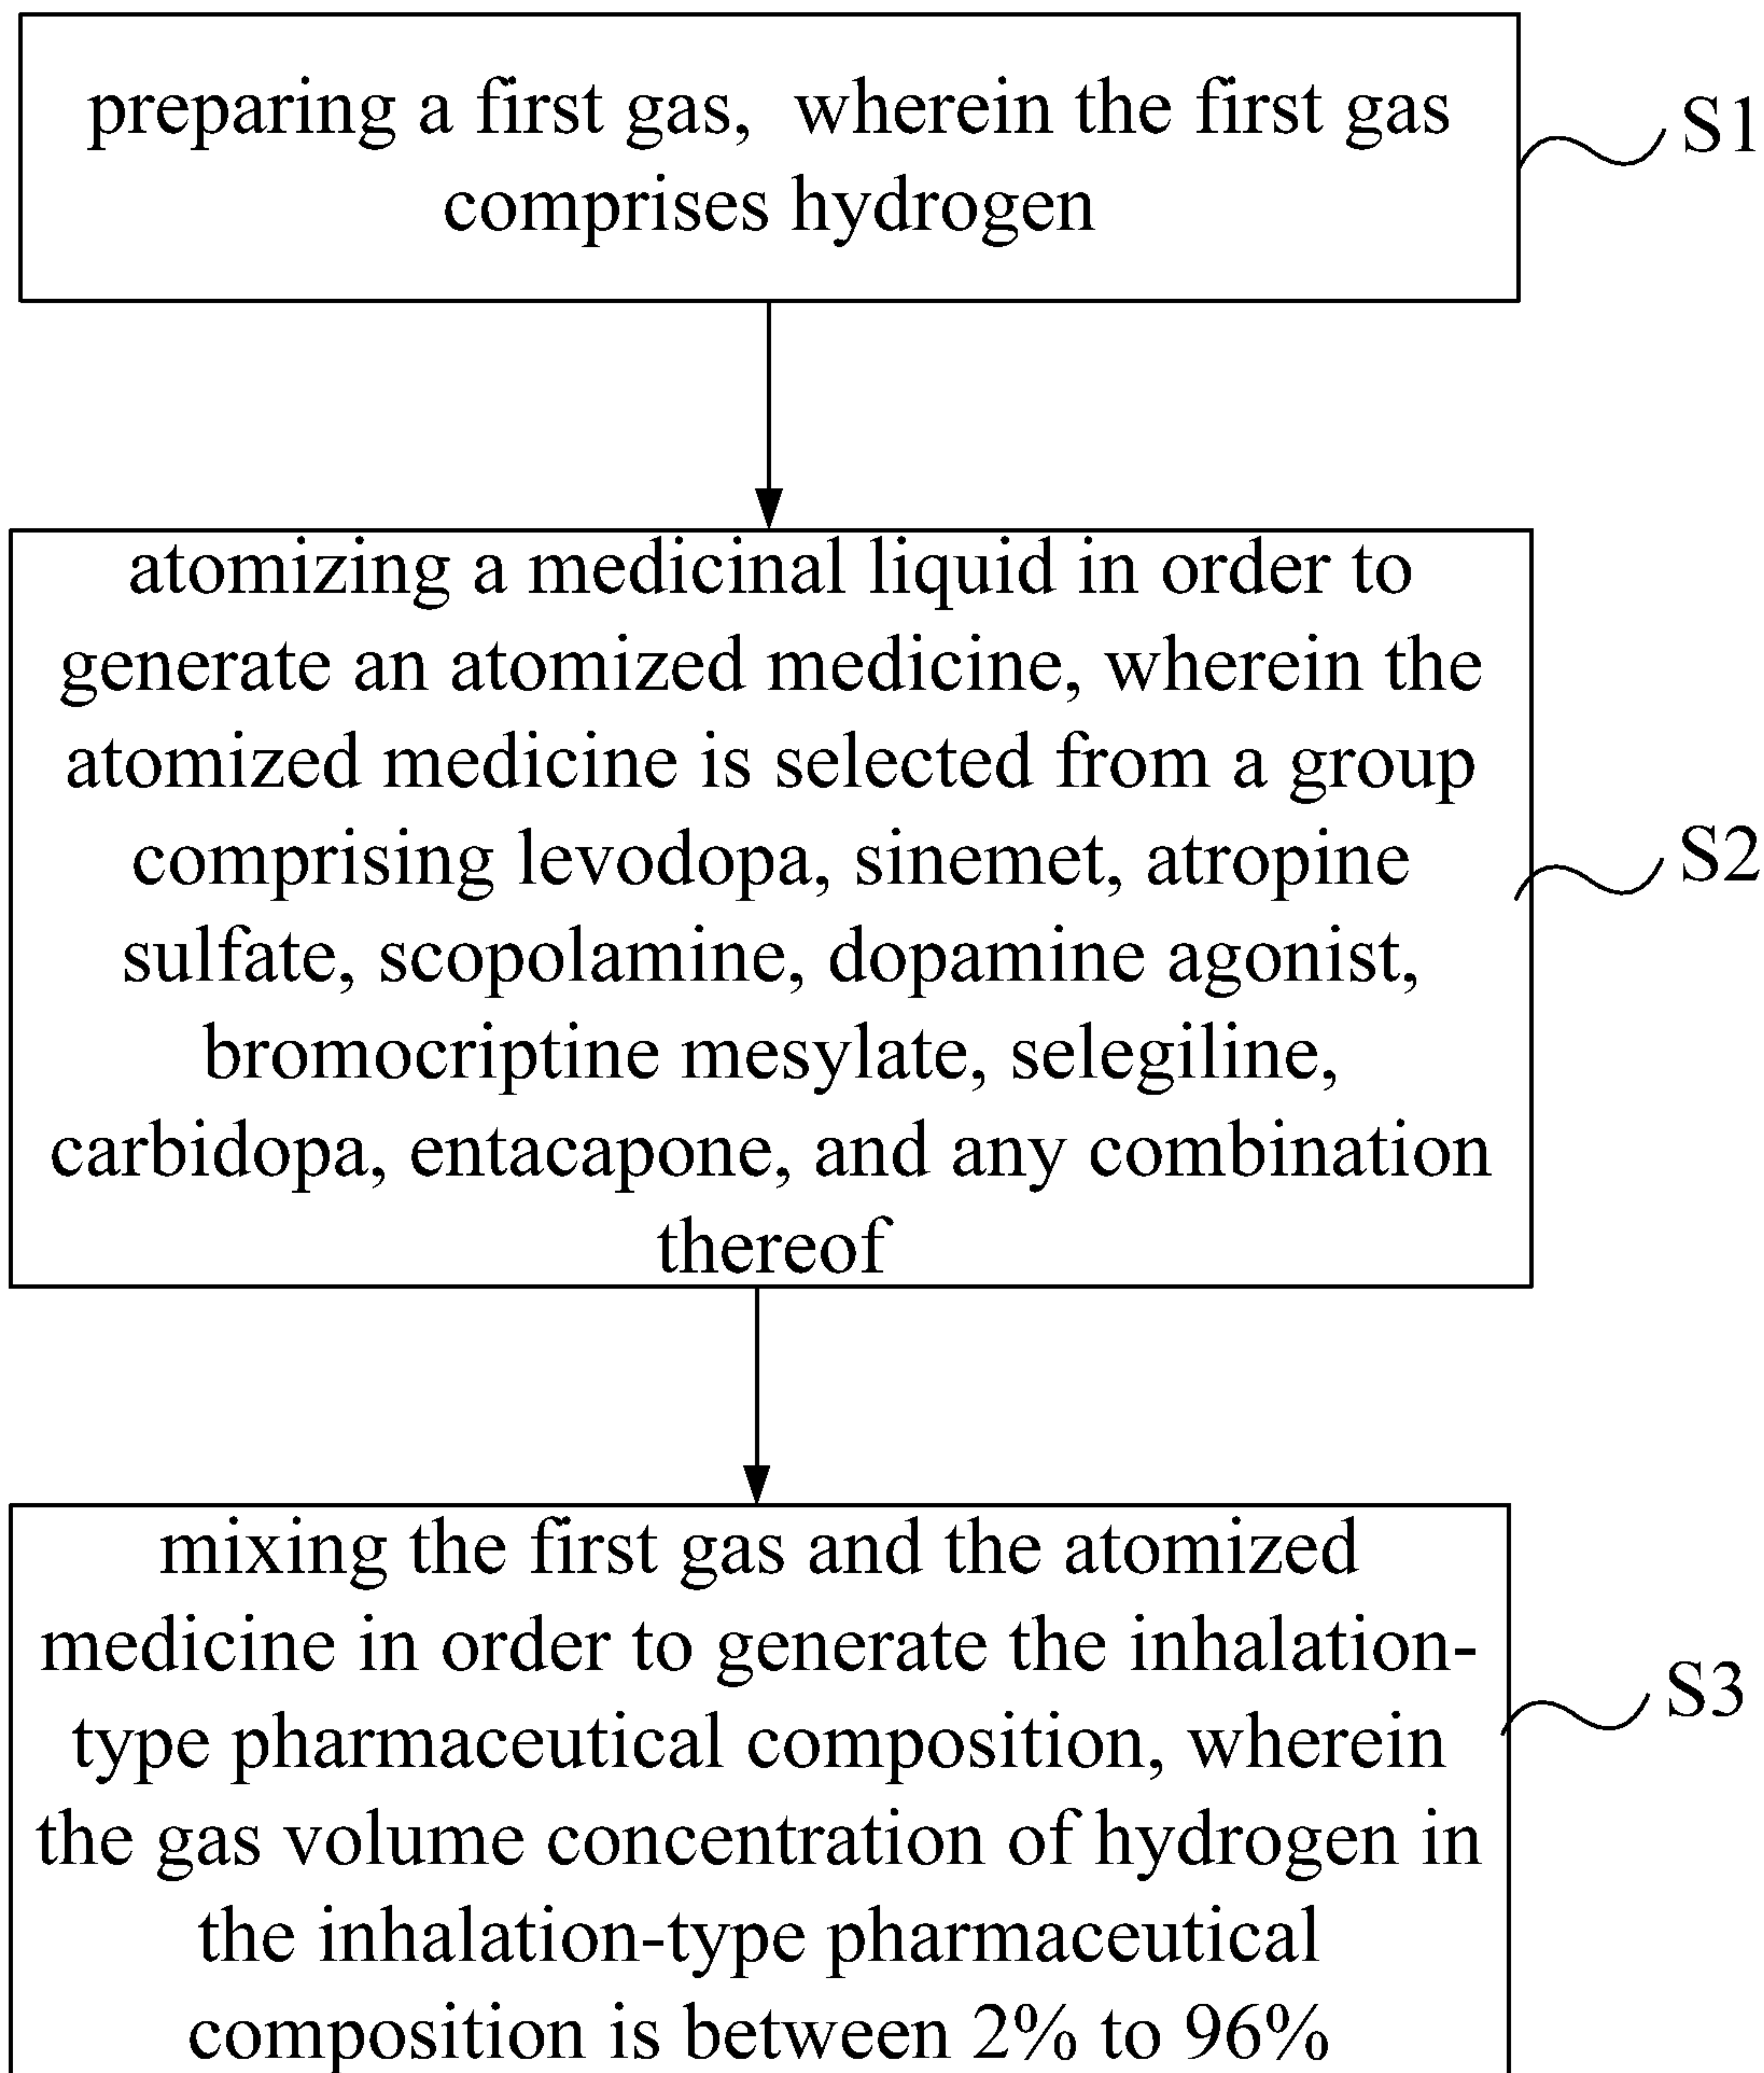 preparing a first gas, wherein the first gas
comprises hydrogen
S1
atomizing a medicinal liquid in order to
generate an atomized medicine, wherein the
atomized medicine is selected from a group
comprising levodopa, sinemet, atropine
sulfate, scopolamine, dopamine agonist,
bromocriptine mesylate, selegiline,
carbidopa, entacapone, and any combination
thereof
S2
mixing the first gas and the atomized
medicine in order to generate the inhalation-
type pharmaceutical composition, wherein
the gas volume concentration of hydrogen in
the inhalation-type pharmaceutical
composition is between 2% to 96%
S3